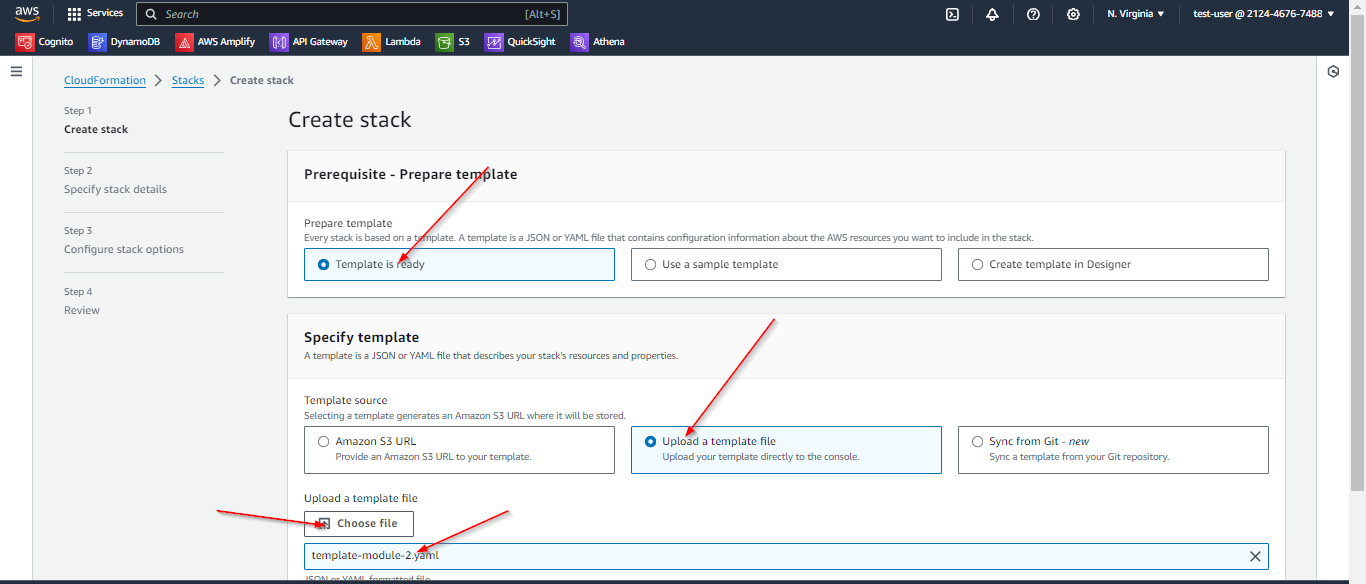 aws Services Search [Alt+S] N. Virginia ▼ test-user @ 2124-4676-7488 ▼
Cognito DynamoDB AWS Amplify API Gateway Lambda S3 QuickSight Athena
CloudFormation > Stacks > Create stack
Step 1
Create stack
Step 2
Specify stack details
Step 3
Configure stack options
Step 4
Review
Create stack
Prerequisite - Prepare template
Prepare template
Every stack is based on a template. A template is a JSON or YAML file that contains configuration information about the AWS resources you want to include in the stack.
Template is ready Use a sample template Create template in Designer
Specify template
A template is a JSON or YAML file that describes your stack's resources and properties.
Template source
Selecting a template generates an Amazon S3 URL where it will be stored.
Amazon S3 URL
Provide an Amazon S3 URL to your template.
Upload a template file
Upload your template directly to the console.
Sync from Git - new
Sync a template from your Git repository.
Upload a template file
Choose file
template-module-2.yaml
JSON or YAML formatted file